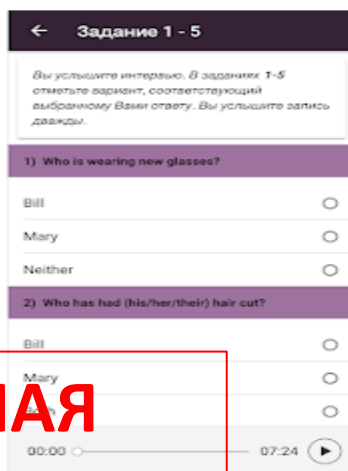 Задание 1 - 5
Вы услышите интервью. В заданиях 1-5
отметьте вариант, соответствующий
выбранному Вами ответу. Вы услышите запись
дважды.
1) Who is wearing new glasses?
Bill
Mary
Neither
2) Who has had (his/her/their) hair cut?
Bill
Mary
НАЯ
00:00 07:24